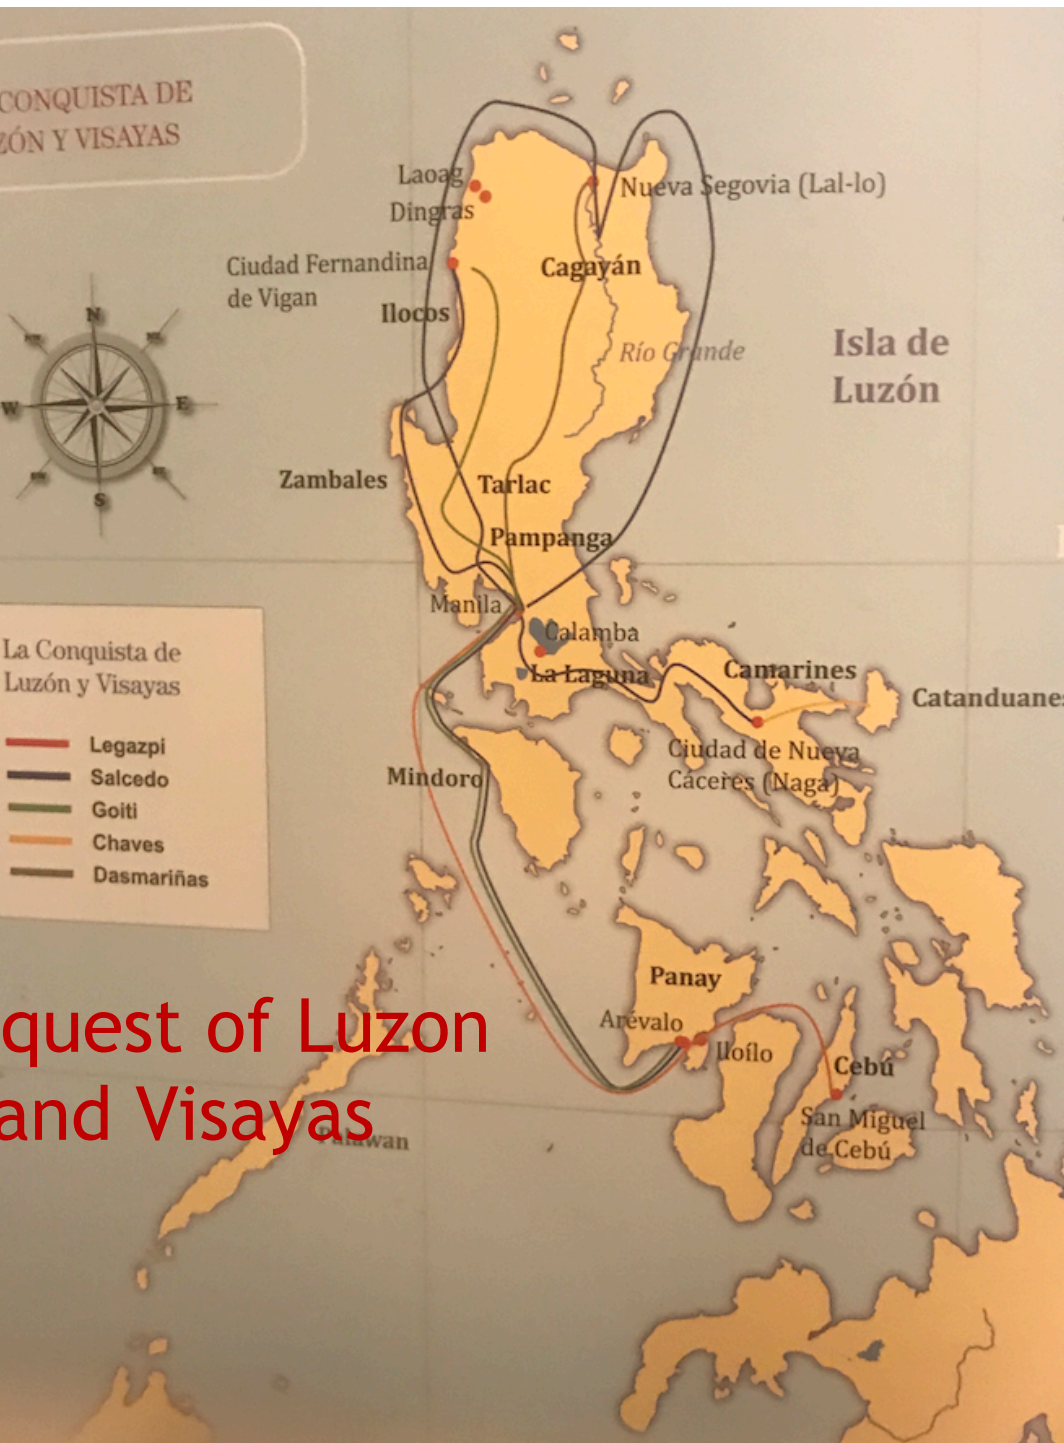 CONQUISTA DE
ZÓN Y VISAYAS
Laoag
Dingras
Nueva Segovia (Lal-lo)
Ciudad Fernandina
de Vigan
Cagayán
Ilocos
Río Grande
Isla de
Luzón
N
W
E
S
Zambales
Tarlac
Pampanga
Manila
Calamba
La Laguna
Camarines
Catanduanes
Ciudad de Nueva
Cáceres (Naga)
La Conquista de
Luzón y Visayas
Legazpi
Salcedo
Goiti
Chaves
Dasmariñas
Mindoro
Panay
Arévalo
Iloílo
Cebú
San Miguel
de Cebú
quest of Luzon
and Visayas
Palawan